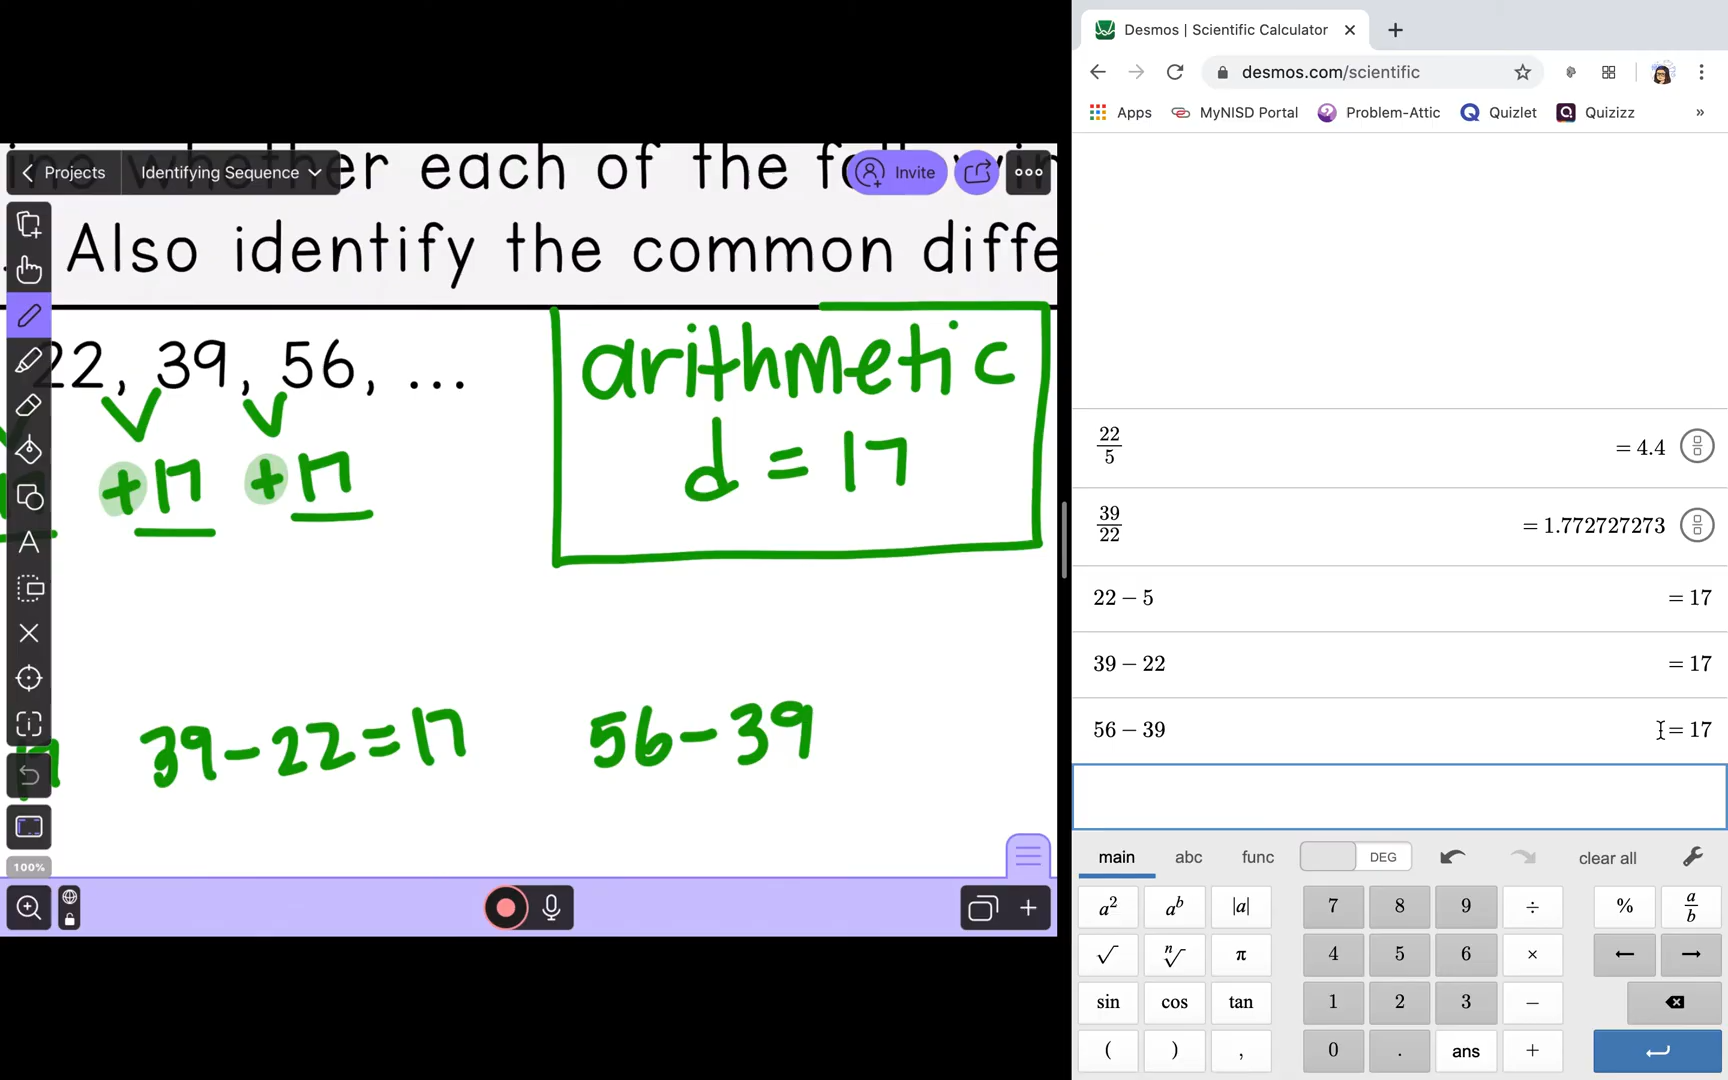 Projects
Identifying Sequence
Invite
whether each of the
Also identify the common diffe
22, 39, 56, ...
+17 +17
arithmetic
d = 17
39-22=17
56-39
100%
Desmos | Scientific Calculator
desmos.com/scientific
Apps MyNISD Portal Problem-Attic Quizlet Quizizz »
22/5 = 4.4
39/22 = 1.772727273
22 − 5 = 17
39 − 22 = 17
56 − 39 = 17
main abc func DEG clear all
a² aᵇ |a| 7 8 9 ÷ % a/b
√ ⁿ√ π 4 5 6 × ← →
sin cos tan 1 2 3 −
( ) , 0 . ans +